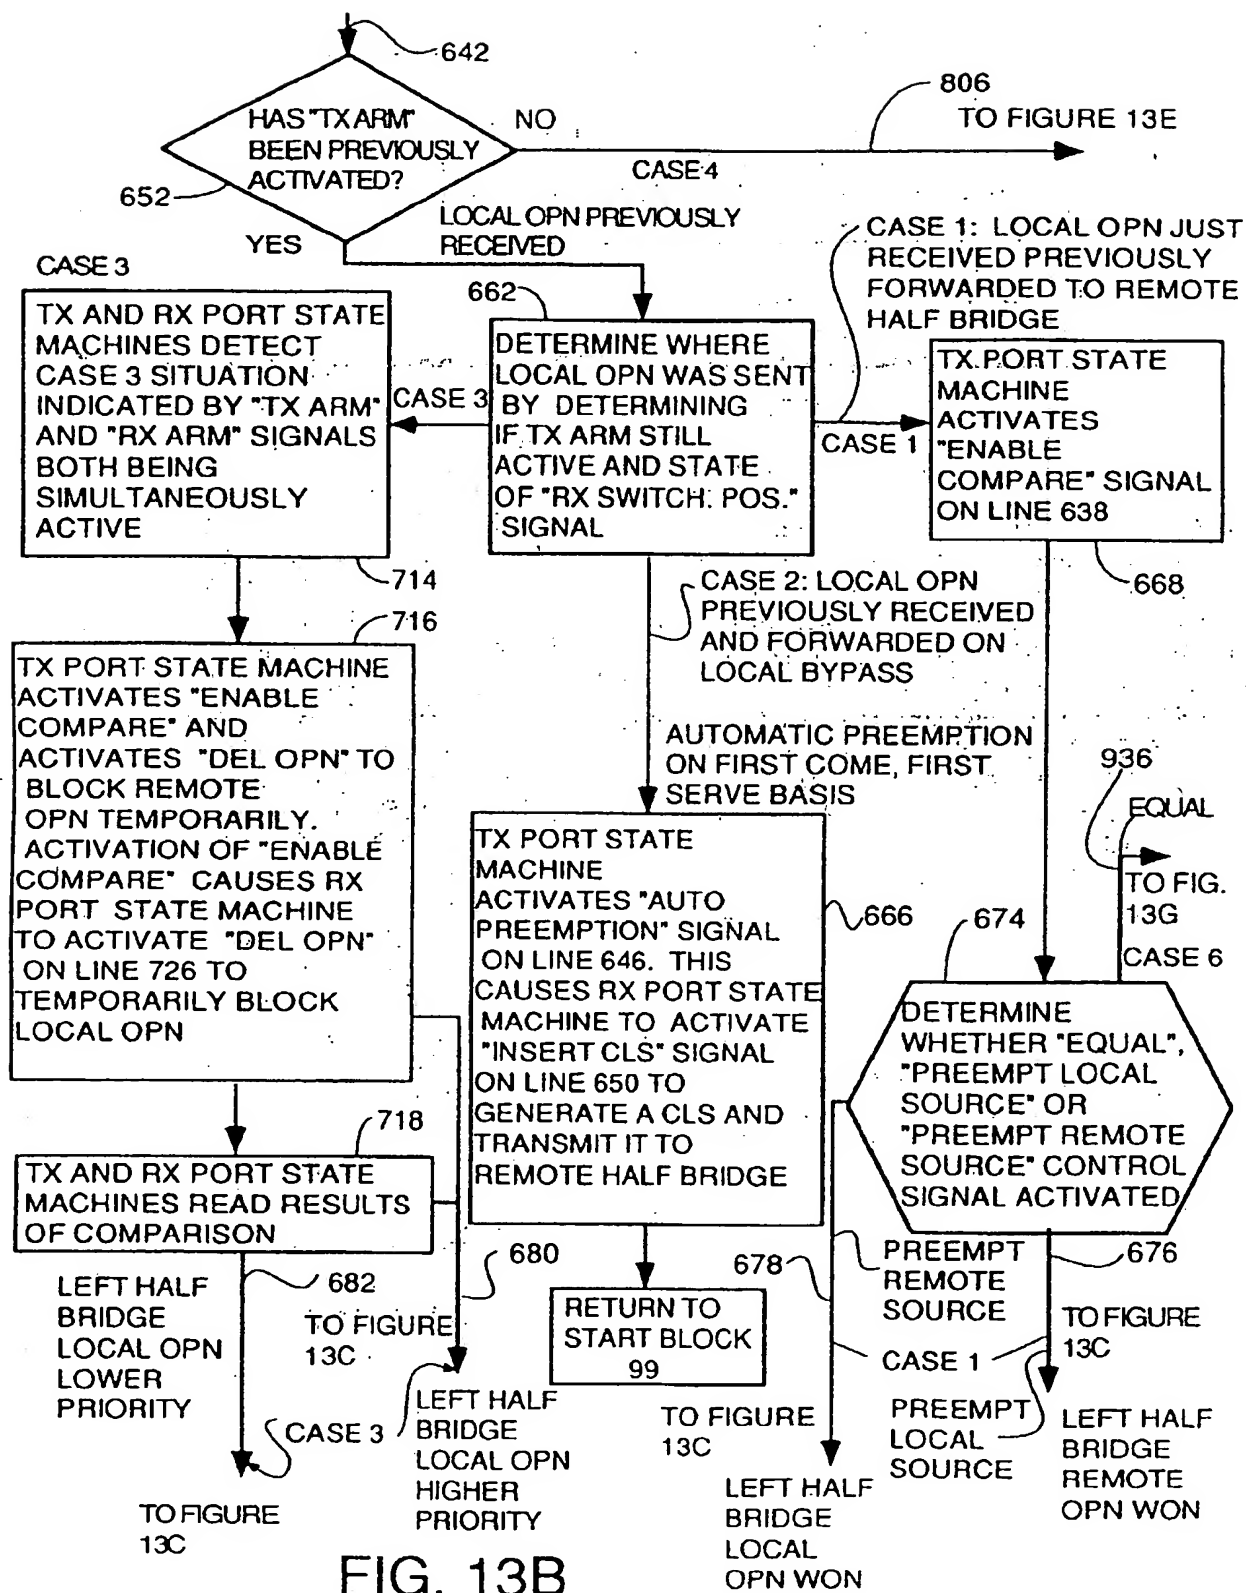 642
HAS "TX ARM"
BEEN PREVIOUSLY
ACTIVATED?
652
NO
806
TO FIGURE 13E
CASE 4
YES
LOCAL OPN PREVIOUSLY
RECEIVED
CASE 1: LOCAL OPN JUST
RECEIVED PREVIOUSLY
FORWARDED TO REMOTE
HALF BRIDGE
CASE 3
TX AND RX PORT STATE
MACHINES DETECT
CASE 3 SITUATION
INDICATED BY "TX ARM"
AND "RX ARM" SIGNALS
BOTH BEING
SIMULTANEOUSLY
ACTIVE
714
CASE 3
662
DETERMINE WHERE
LOCAL OPN WAS SENT
BY DETERMINING
IF TX ARM STILL
ACTIVE AND STATE
OF "RX SWITCH. POS."
SIGNAL
CASE 1
TX PORT STATE
MACHINE
ACTIVATES
"ENABLE
COMPARE" SIGNAL
ON LINE 638
668
CASE 2: LOCAL OPN
PREVIOUSLY RECEIVED
AND FORWARDED ON
LOCAL BYPASS
AUTOMATIC PREEMPTION
ON FIRST COME, FIRST
SERVE BASIS
716
TX PORT STATE MACHINE
ACTIVATES "ENABLE
COMPARE" AND
ACTIVATES "DEL OPN" TO
BLOCK REMOTE
OPN TEMPORARILY.
ACTIVATION OF "ENABLE
COMPARE" CAUSES RX
PORT STATE MACHINE
TO ACTIVATE "DEL OPN"
ON LINE 726 TO
TEMPORARILY BLOCK
LOCAL OPN
TX PORT STATE
MACHINE
ACTIVATES "AUTO
PREEMPTION" SIGNAL
ON LINE 646. THIS
CAUSES RX PORT STATE
MACHINE TO ACTIVATE
"INSERT CLS" SIGNAL
ON LINE 650 TO
GENERATE A CLS AND
TRANSMIT IT TO
REMOTE HALF BRIDGE
666
936
EQUAL
TO FIG.
13G
CASE 6
674
DETERMINE
WHETHER "EQUAL",
"PREEMPT LOCAL
SOURCE" OR
"PREEMPT REMOTE
SOURCE" CONTROL
SIGNAL ACTIVATED
718
TX AND RX PORT STATE
MACHINES READ RESULTS
OF COMPARISON
682
LEFT HALF
BRIDGE
LOCAL OPN
LOWER
PRIORITY
TO FIGURE
13C
680
TO FIGURE
13C
CASE 3
LEFT HALF
BRIDGE
LOCAL OPN
HIGHER
PRIORITY
RETURN TO
START BLOCK
99
678
PREEMPT
REMOTE
SOURCE
676
TO FIGURE
13C
CASE 1
TO FIGURE
13C
PREEMPT
LOCAL
SOURCE
LEFT HALF
BRIDGE
REMOTE
OPN WON
LEFT HALF
BRIDGE
LOCAL
OPN WON
FIG. 13B